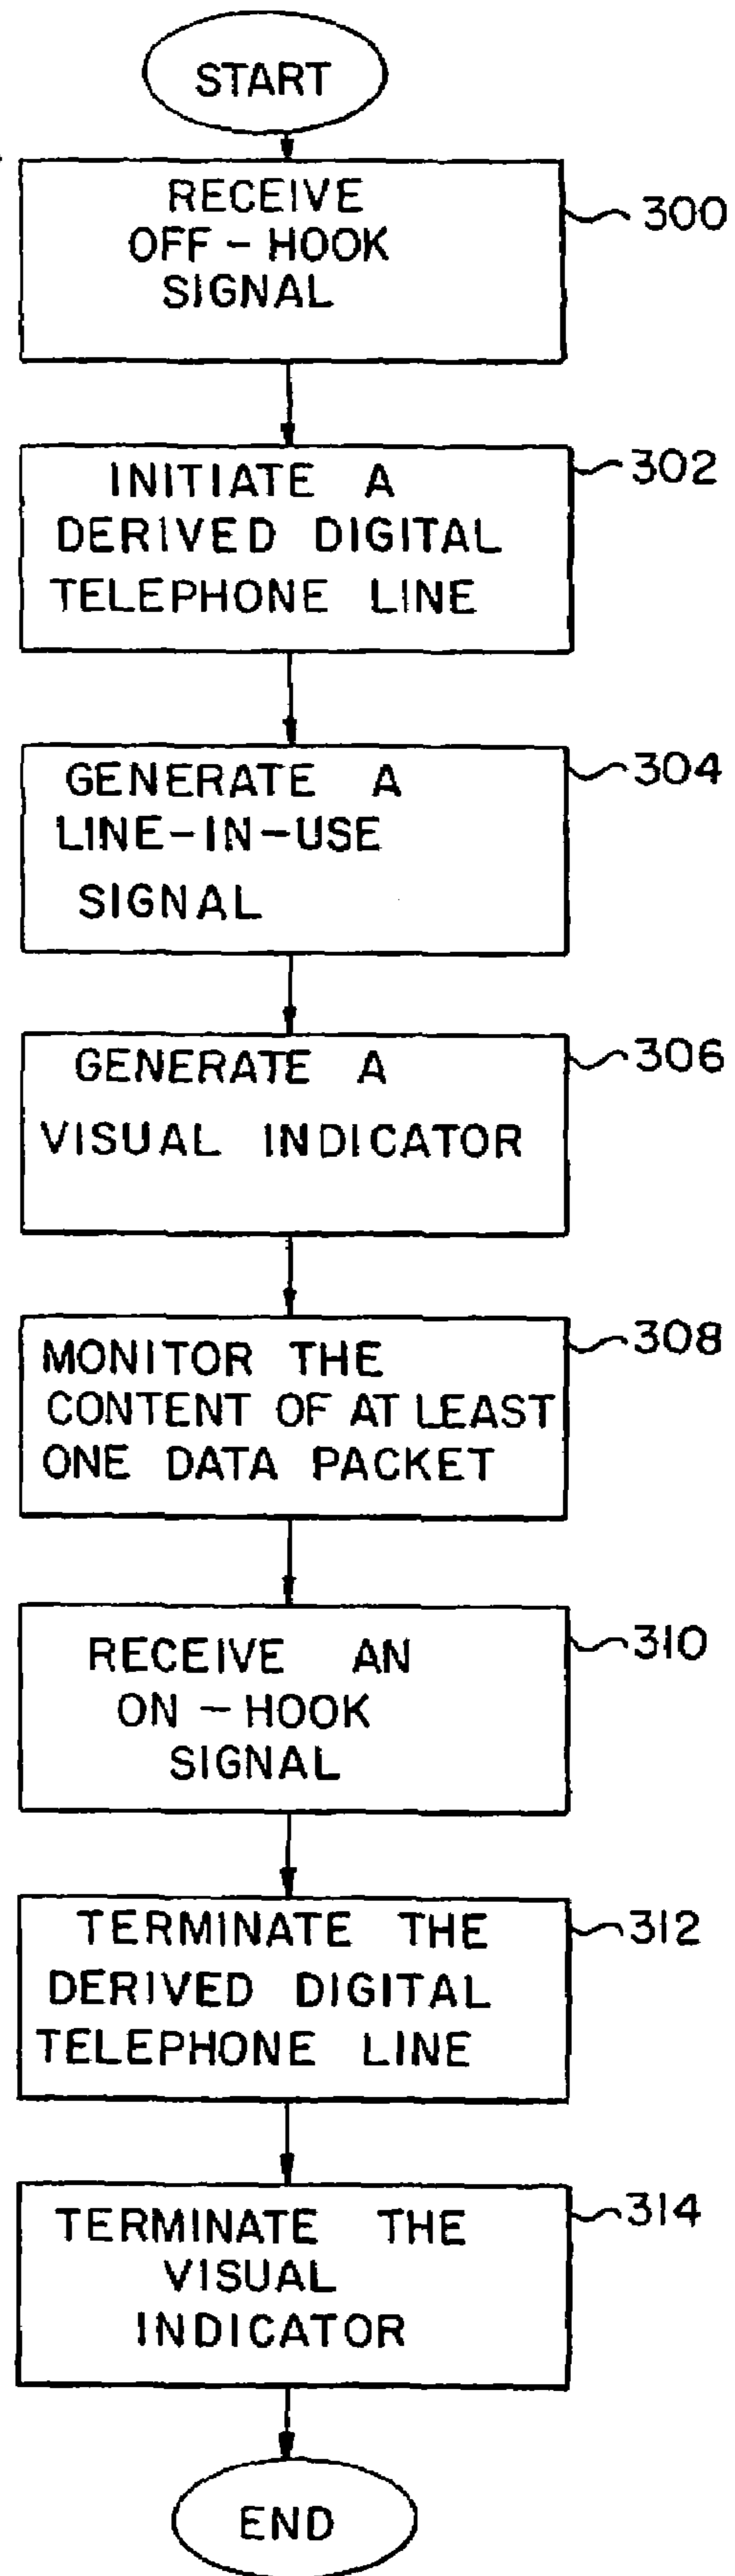 START
RECEIVE
OFF-HOOK
SIGNAL
300
INITIATE A
DERIVED DIGITAL
TELEPHONE LINE
302
GENERATE A
LINE-IN-USE
SIGNAL
304
GENERATE A
VISUAL INDICATOR
306
MONITOR THE
CONTENT OF AT LEAST
ONE DATA PACKET
308
RECEIVE AN
ON-HOOK
SIGNAL
310
TERMINATE THE
DERIVED DIGITAL
TELEPHONE LINE
312
TERMINATE THE
VISUAL
INDICATOR
314
END